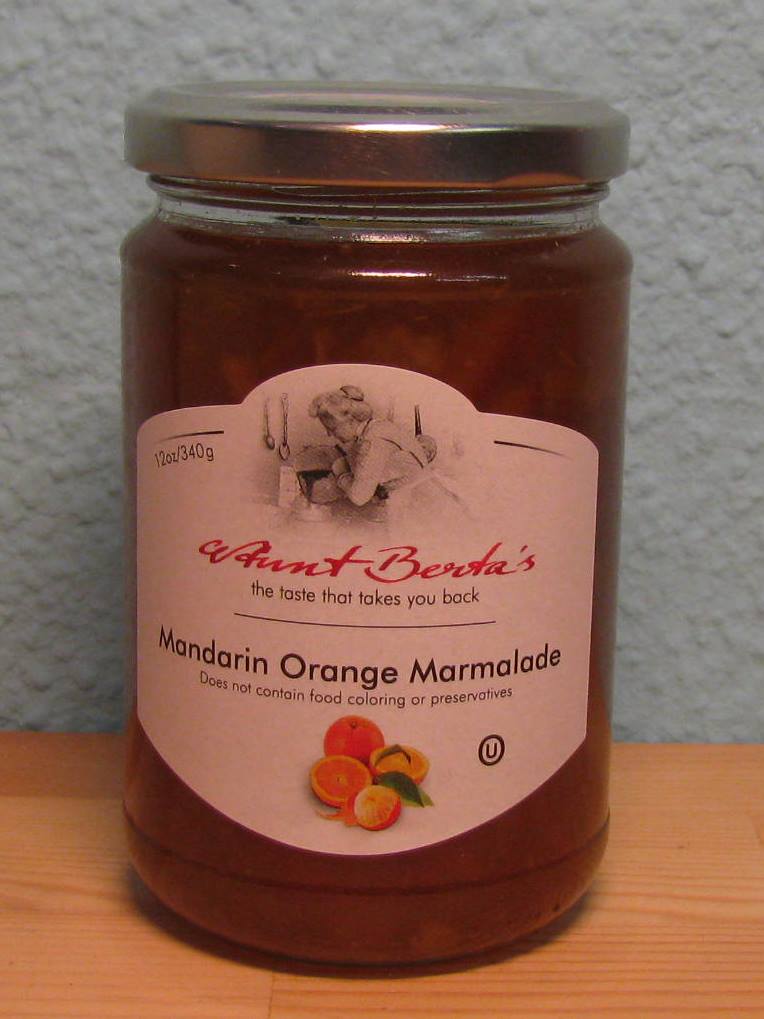 12oz/340g
Aunt Berta's
the taste that takes you back
Mandarin Orange Marmalade
Does not contain food coloring or preservatives
U